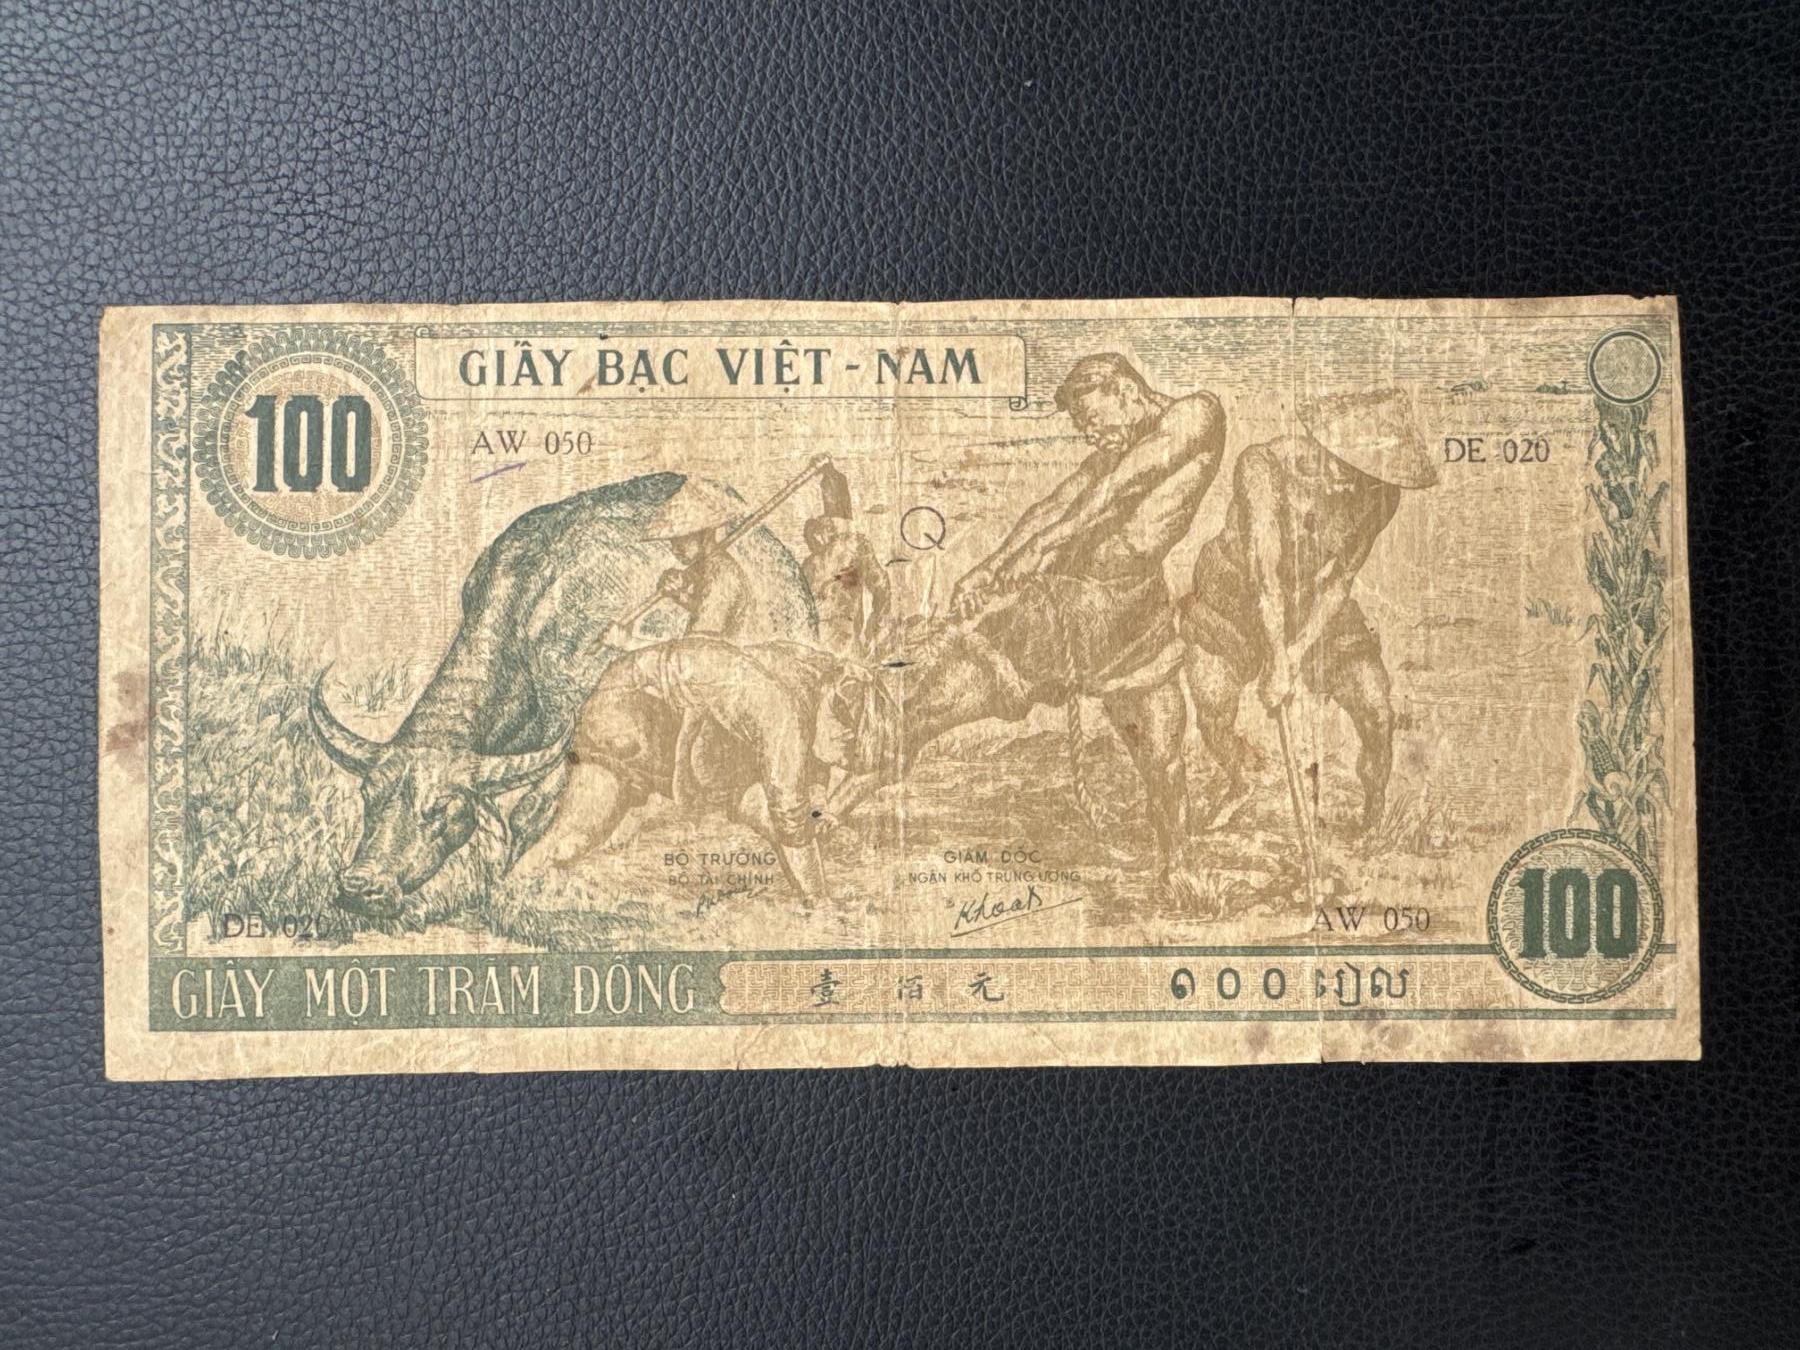 GIẤY BẠC VIỆT-NAM
100
AW 050
DE 020
Q
BỘ TRƯỞNG
BỘ TÀI CHÍNH
GIÁM ĐỐC
NGÂN KHỐ TRUNG ƯƠNG
Khoat
DE 020
AW 050
100
GIẤY MỘT TRĂM ĐỒNG
壹佰元
១០០ រៀល